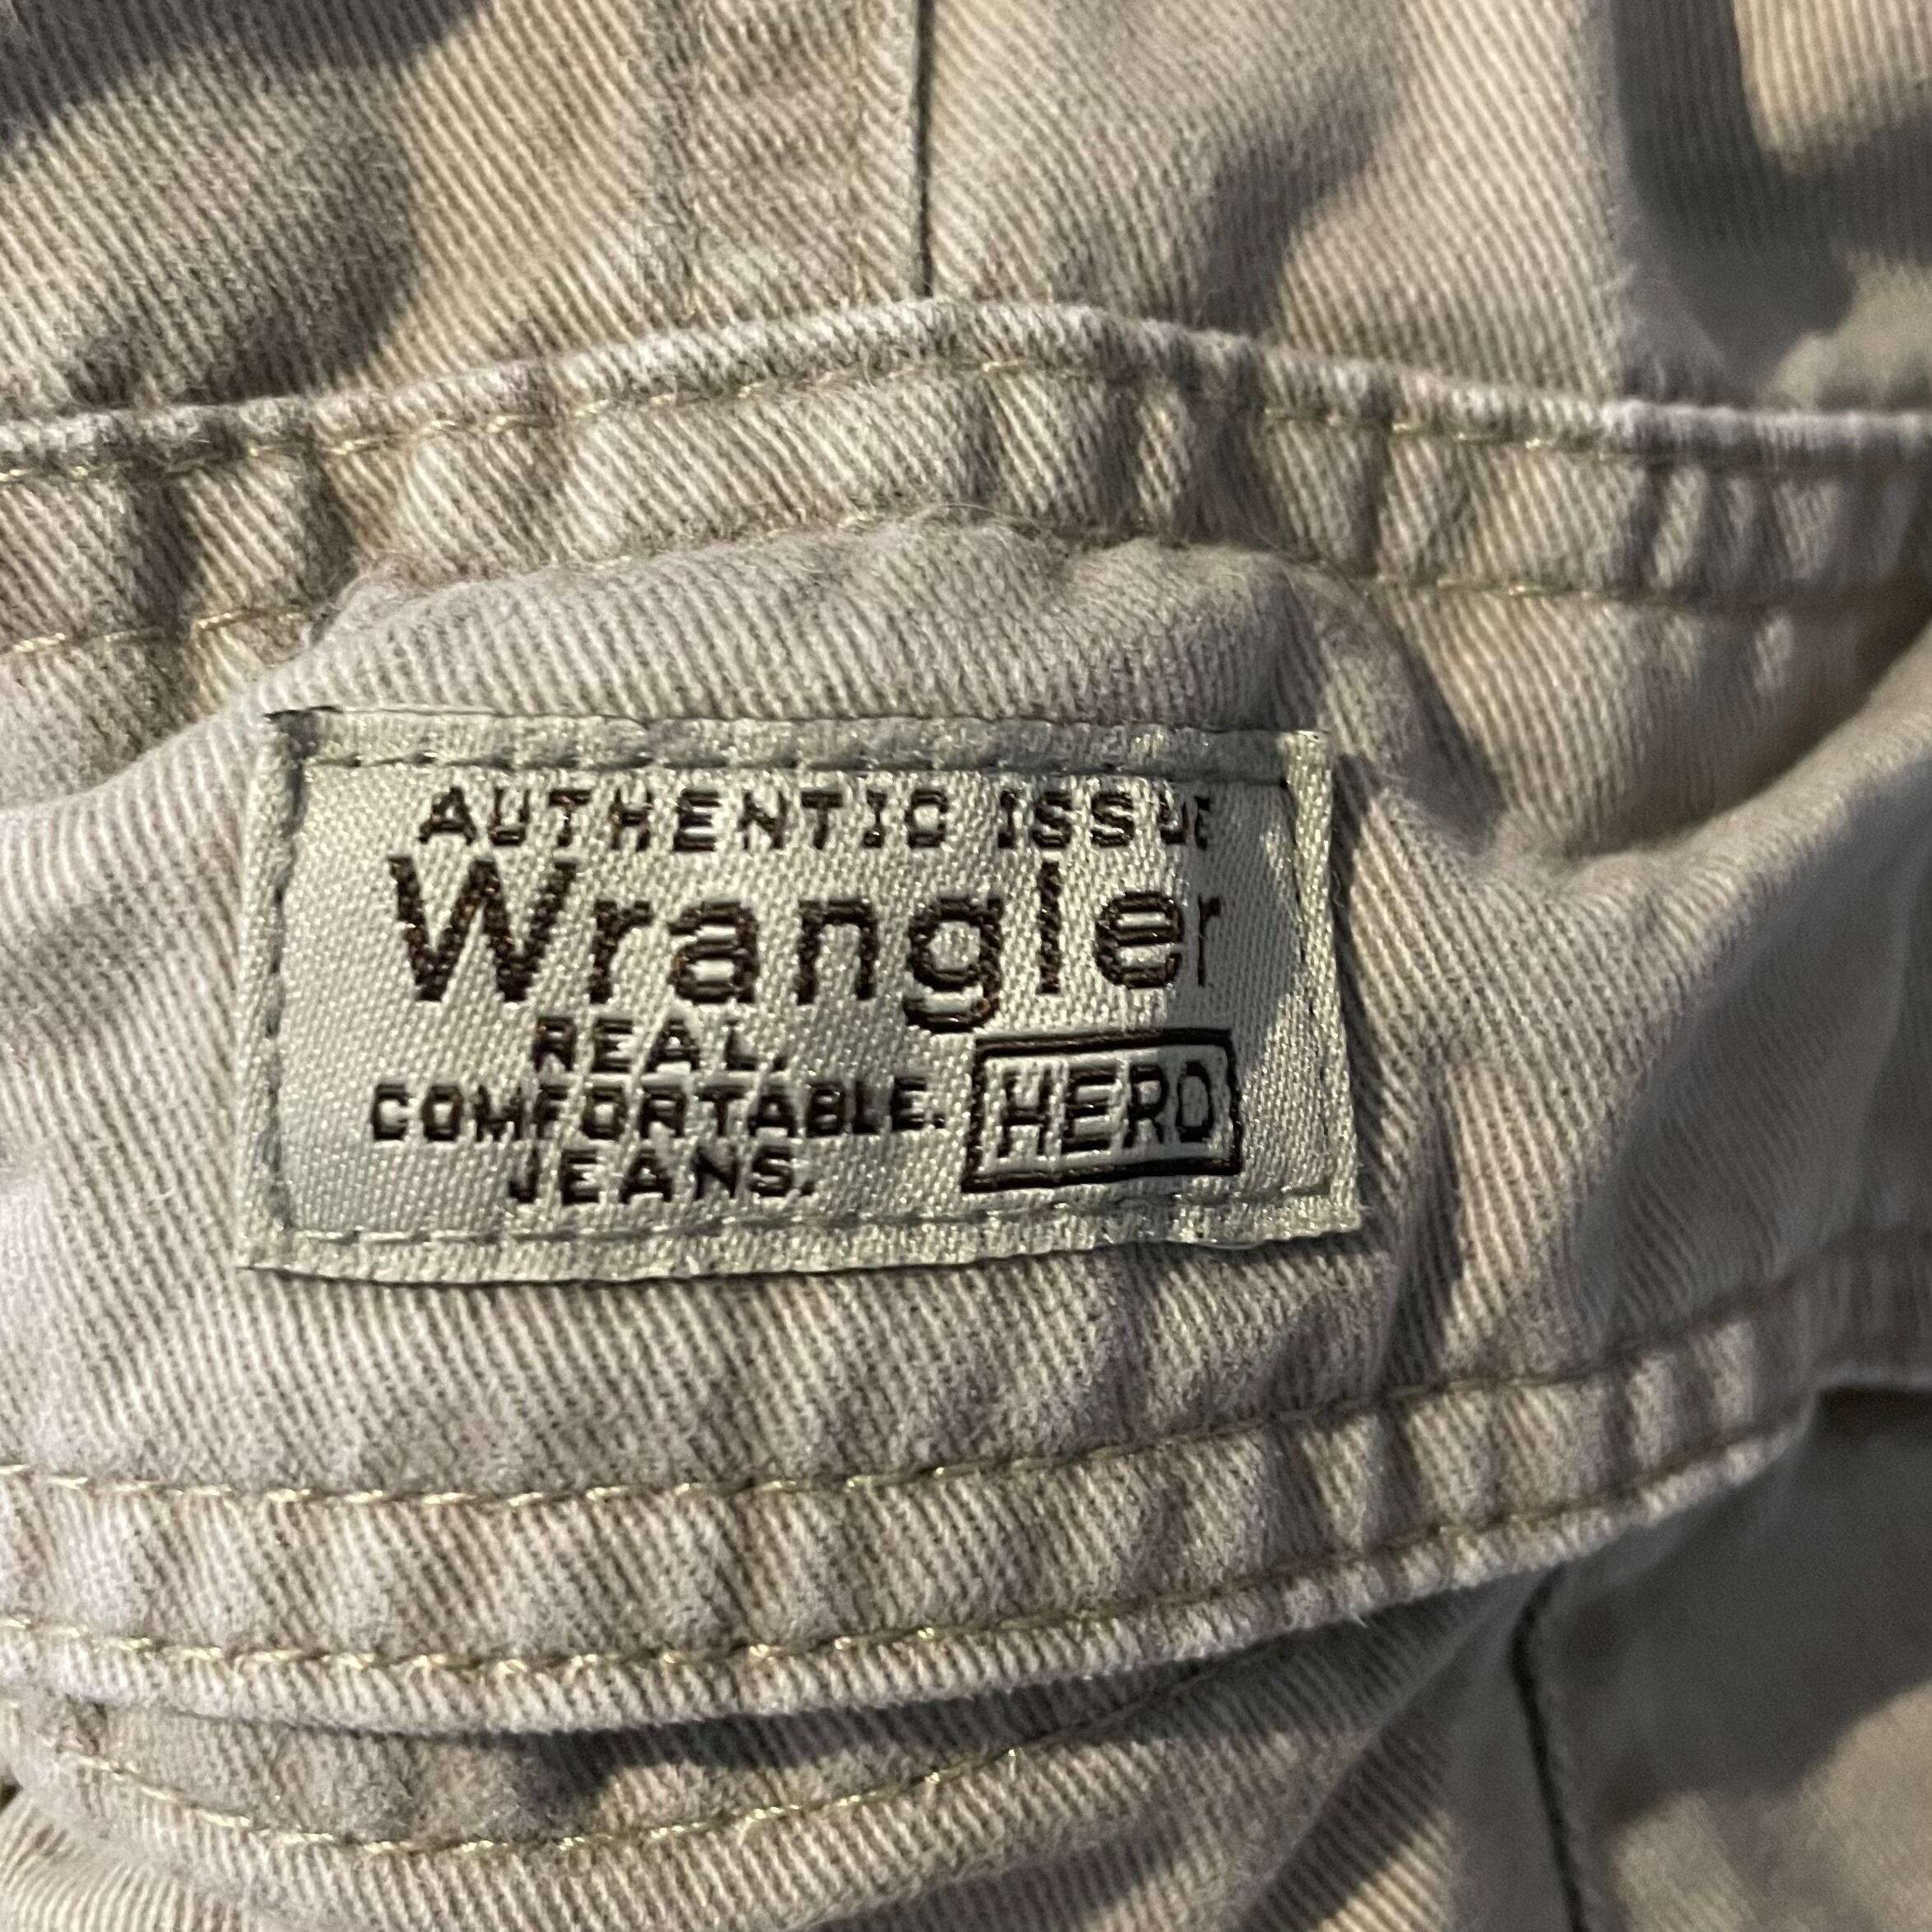 AUTHENTIC ISSUE
Wrangler
REAL.
COMFORTABLE.
JEANS.
HERO